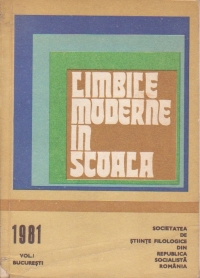 LIMBILE
MODERNE
IN
SCOALA
1981
VOL.I
BUCUREȘTI
SOCIETATEA
DE
ȘTIINȚE FILOLOGICE
DIN
REPUBLICA
SOCIALISTĂ
ROMÂNIA